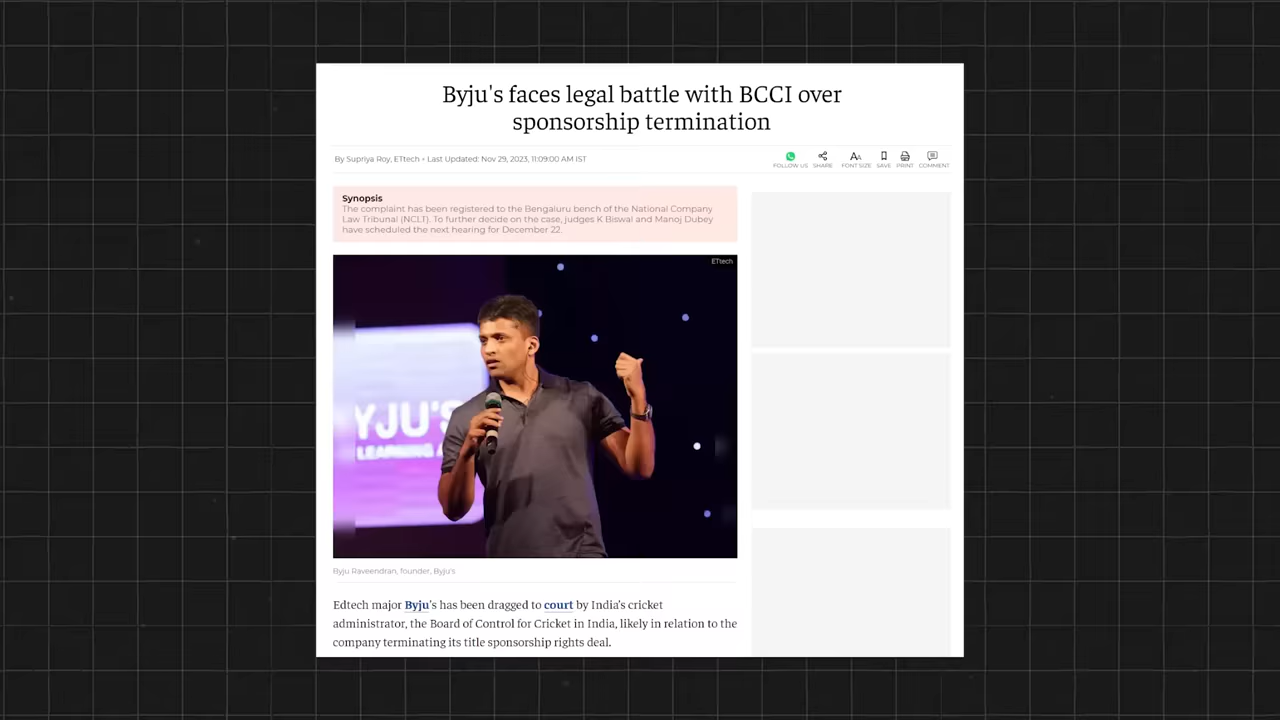 Byju's faces legal battle with BCCI over
sponsorship termination
By Supriya Roy, ETtech • Last Updated: Nov 29, 2023, 11:09:00 AM IST
FOLLOW US SHARE FONT SIZE SAVE PRINT COMMENT
Synopsis
The complaint has been registered to the Bengaluru bench of the National Company
Law Tribunal (NCLT). To further decide on the case, judges K Biswal and Manoj Dubey
have scheduled the next hearing for December 22.
ETtech
YJU'S
LEARNING A
Byju Raveendran, founder, Byju's
Edtech major Byju's has been dragged to court by India's cricket
administrator, the Board of Control for Cricket in India, likely in relation to the
company terminating its title sponsorship rights deal.